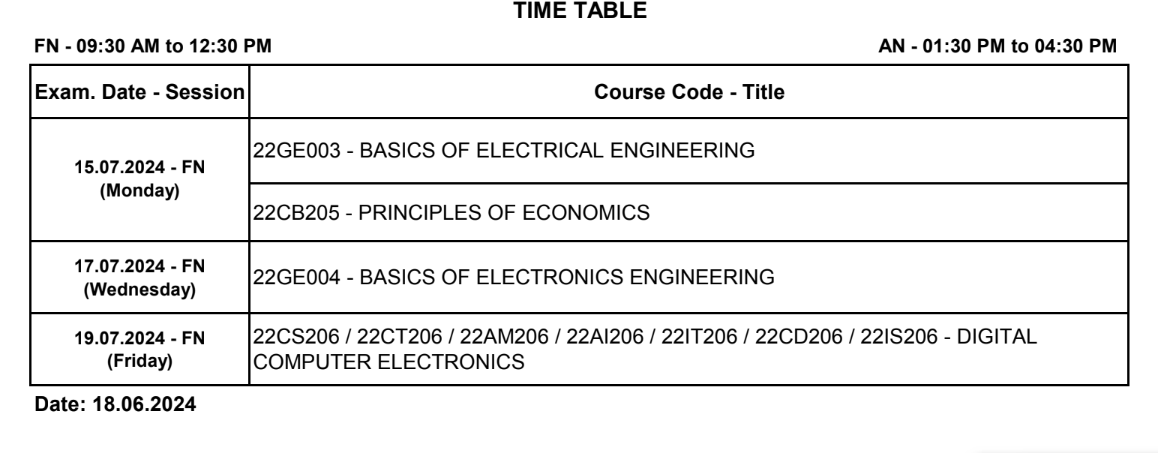 TIME TABLE
FN - 09:30 AM to 12:30 PM
AN - 01:30 PM to 04:30 PM
Exam. Date - Session
Course Code - Title
15.07.2024 - FN
(Monday)
22GE003 - BASICS OF ELECTRICAL ENGINEERING
22CB205 - PRINCIPLES OF ECONOMICS
17.07.2024 - FN
(Wednesday)
22GE004 - BASICS OF ELECTRONICS ENGINEERING
19.07.2024 - FN
(Friday)
22CS206 / 22CT206 / 22AM206 / 22AI206 / 22IT206 / 22CD206 / 22IS206 - DIGITAL
COMPUTER ELECTRONICS
Date: 18.06.2024